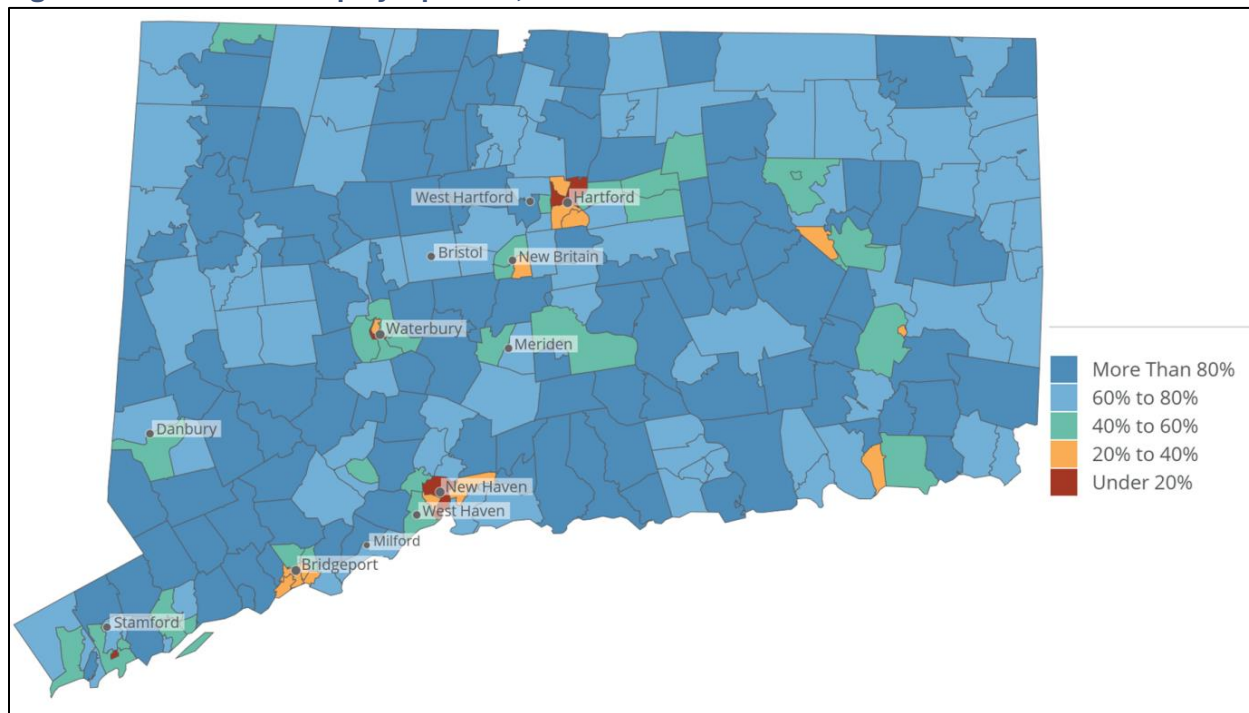 West Hartford
Hartford
Bristol
New Britain
Waterbury
Meriden
Danbury
New Haven
West Haven
Milford
Bridgeport
Stamford
More Than 80%
60% to 80%
40% to 60%
20% to 40%
Under 20%